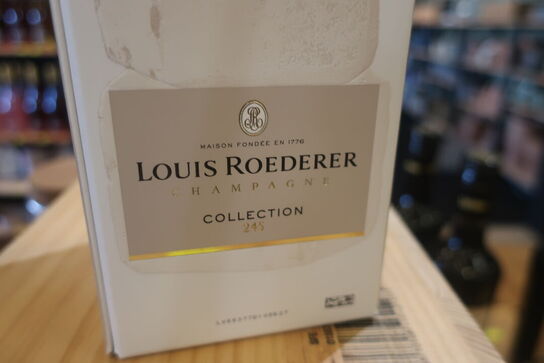 MAISON FONDÉE EN 1776
LOUIS ROEDERER
CHAMPAGNE
COLLECTION
245